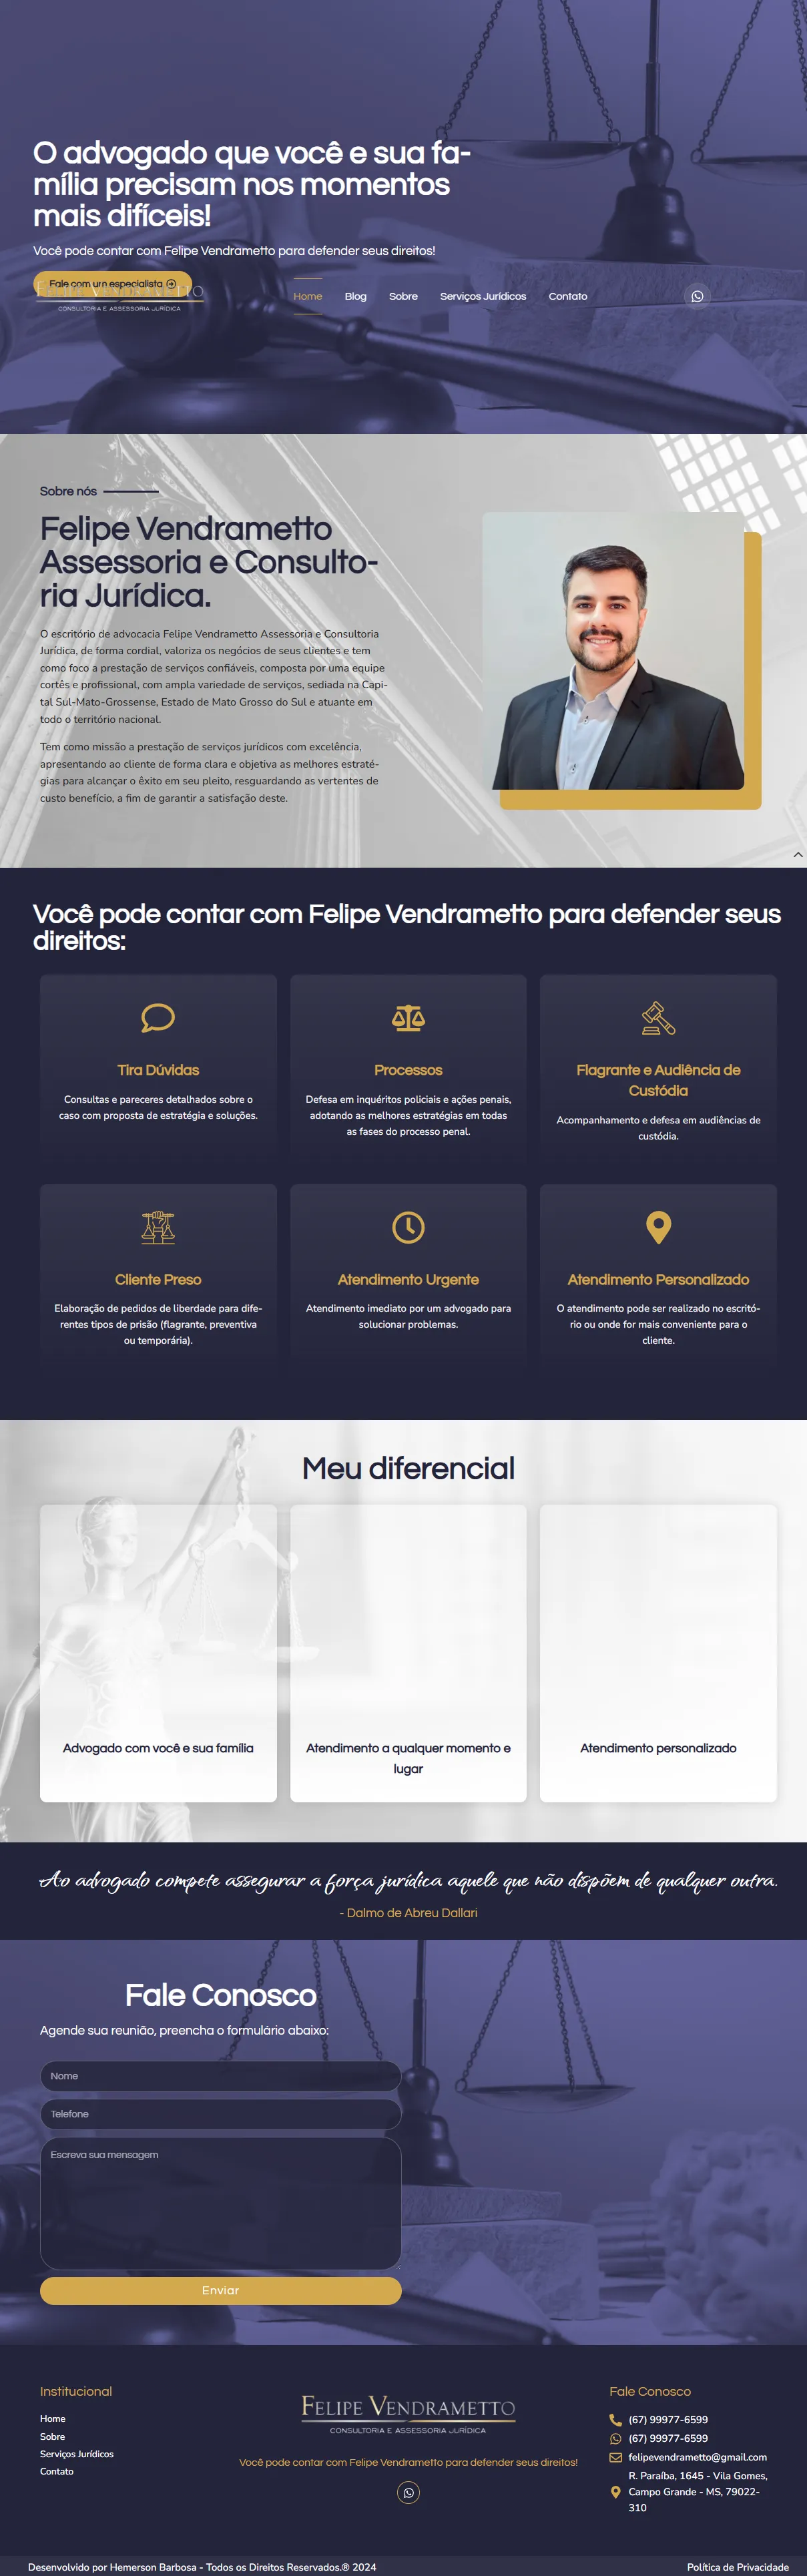 O advogado que você e sua fa-
mília precisam nos momentos
mais difíceis!
Você pode contar com Felipe Vendrametto para defender seus direitos!
Fale com um especialista
FELIPE VENDRAMETTO
CONSULTORIA E ASSESSORIA JURÍDICA
Home Blog Sobre Serviços Jurídicos Contato
Sobre nós
Felipe Vendrametto
Assessoria e Consulto-
ria Jurídica.
O escritório de advocacia Felipe Vendrametto Assessoria e Consultoria
Jurídica, de forma cordial, valoriza os negócios de seus clientes e tem
como foco a prestação de serviços confiáveis, composta por uma equipe
cortês e profissional, com ampla variedade de serviços, sediada na Capi-
tal Sul-Mato-Grossense, Estado de Mato Grosso do Sul e atuante em
todo o território nacional.
Tem como missão a prestação de serviços jurídicos com excelência,
apresentando ao cliente de forma clara e objetiva as melhores estraté-
gias para alcançar o êxito em seu pleito, resguardando as vertentes de
custo benefício, a fim de garantir a satisfação deste.
Você pode contar com Felipe Vendrametto para defender seus
direitos:
Tira Dúvidas
Consultas e pareceres detalhados sobre o
caso com proposta de estratégia e soluções.
Processos
Defesa em inquéritos policiais e ações penais,
adotando as melhores estratégias em todas
as fases do processo penal.
Flagrante e Audiência de
Custódia
Acompanhamento e defesa em audiências de
custódia.
Cliente Preso
Elaboração de pedidos de liberdade para dife-
rentes tipos de prisão (flagrante, preventiva
ou temporária).
Atendimento Urgente
Atendimento imediato por um advogado para
solucionar problemas.
Atendimento Personalizado
O atendimento pode ser realizado no escritó-
rio ou onde for mais conveniente para o
cliente.
Meu diferencial
Advogado com você e sua família
Atendimento a qualquer momento e
lugar
Atendimento personalizado
Ao advogado compete assegurar a força jurídica aquele que não dispõem de qualquer outra.
- Dalmo de Abreu Dallari
Fale Conosco
Agende sua reunião, preencha o formulário abaixo:
Nome
Telefone
Escreva sua mensagem
Enviar
Institucional
Home
Sobre
Serviços Jurídicos
Contato
FELIPE VENDRAMETTO
CONSULTORIA E ASSESSORIA JURÍDICA
Você pode contar com Felipe Vendrametto para defender seus direitos!
Fale Conosco
(67) 99977-6599
(67) 99977-6599
felipevendrametto@gmail.com
R. Paraíba, 1645 - Vila Gomes,
Campo Grande - MS, 79022-
310
Desenvolvido por Hemerson Barbosa - Todos os Direitos Reservados.® 2024
Política de Privacidade